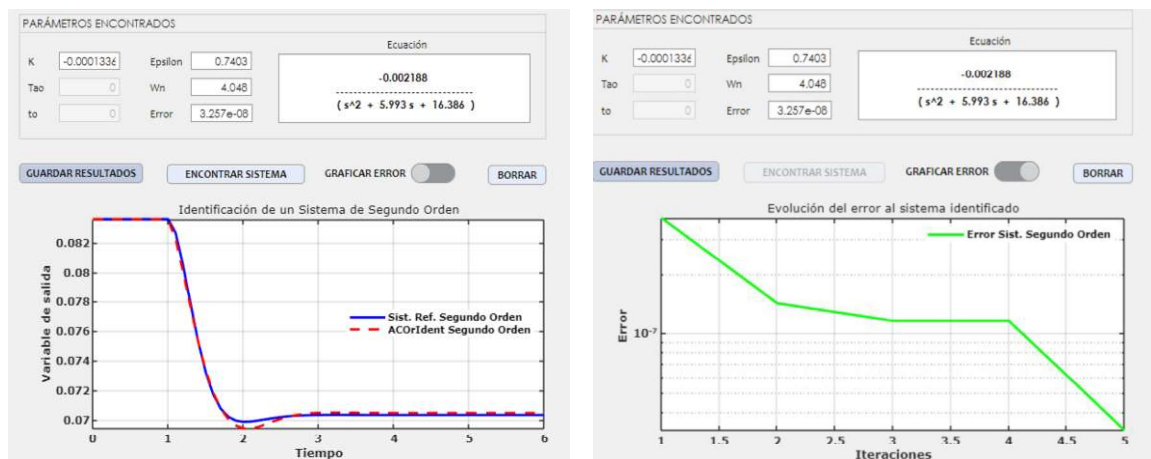 PARÁMETROS ENCONTRADOS
Ecuación
K -0.0001336 Epsilon 0.7403
-0.002188
Tao 0 Wn 4.048
( s^2 + 5.993 s + 16.386 )
to 0 Error 3.257e-08
GUARDAR RESULTADOS ENCONTRAR SISTEMA GRAFICAR ERROR BORRAR
Identificación de un Sistema de Segundo Orden
Variable de salida
0.082
0.08
0.078
0.076
0.074
0.072
0.07
Sist. Ref. Segundo Orden
ACOrIdent Segundo Orden
0 1 2 3 4 5 6
Tiempo
PARÁMETROS ENCONTRADOS
Ecuación
K -0.0001336 Epsilon 0.7403
-0.002188
Tao 0 Wn 4.048
( s^2 + 5.993 s + 16.386 )
to 0 Error 3.257e-08
GUARDAR RESULTADOS ENCONTRAR SISTEMA GRAFICAR ERROR BORRAR
Evolución del error al sistema identificado
Error Sist. Segundo Orden
Error
10^-7
1 1.5 2 2.5 3 3.5 4 4.5 5
Iteraciones